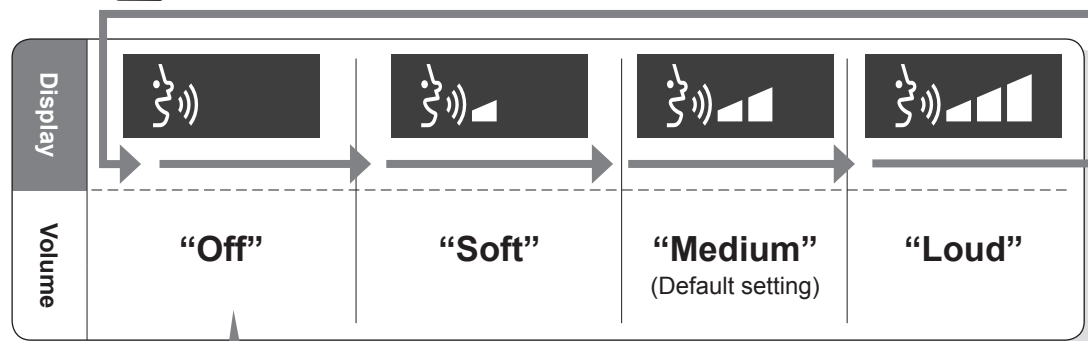 Display
Volume
“Off”
“Soft”
“Medium”
(Default setting)
“Loud”